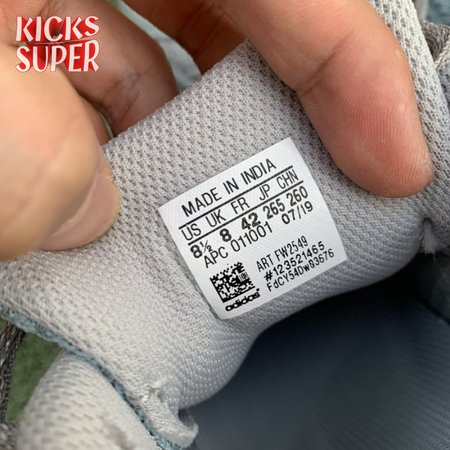 KICKS
SUPER
MADE IN INDIA
US UK FR JP CHN
8½ 8 42 265 260
APC 011001 07/19
ART FW2549
#123521465
FdCY54DW93676
adidas